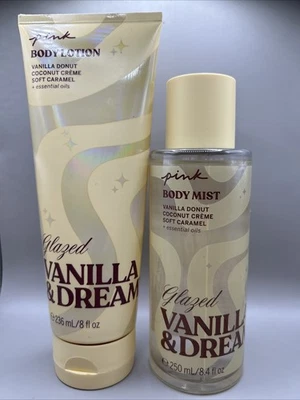 pink
BODY LOTION
VANILLA DONUT
COCONUT CRÈME
SOFT CARAMEL
+ essential oils
Glazed
VANILLA
& DREAM
℮ 236 mL/8 fl oz
pink
BODY MIST
VANILLA DONUT
COCONUT CRÈME
SOFT CARAMEL
+ essential oils
Glazed
VANILLA
& DREAM
℮ 250 mL/8.4 fl oz